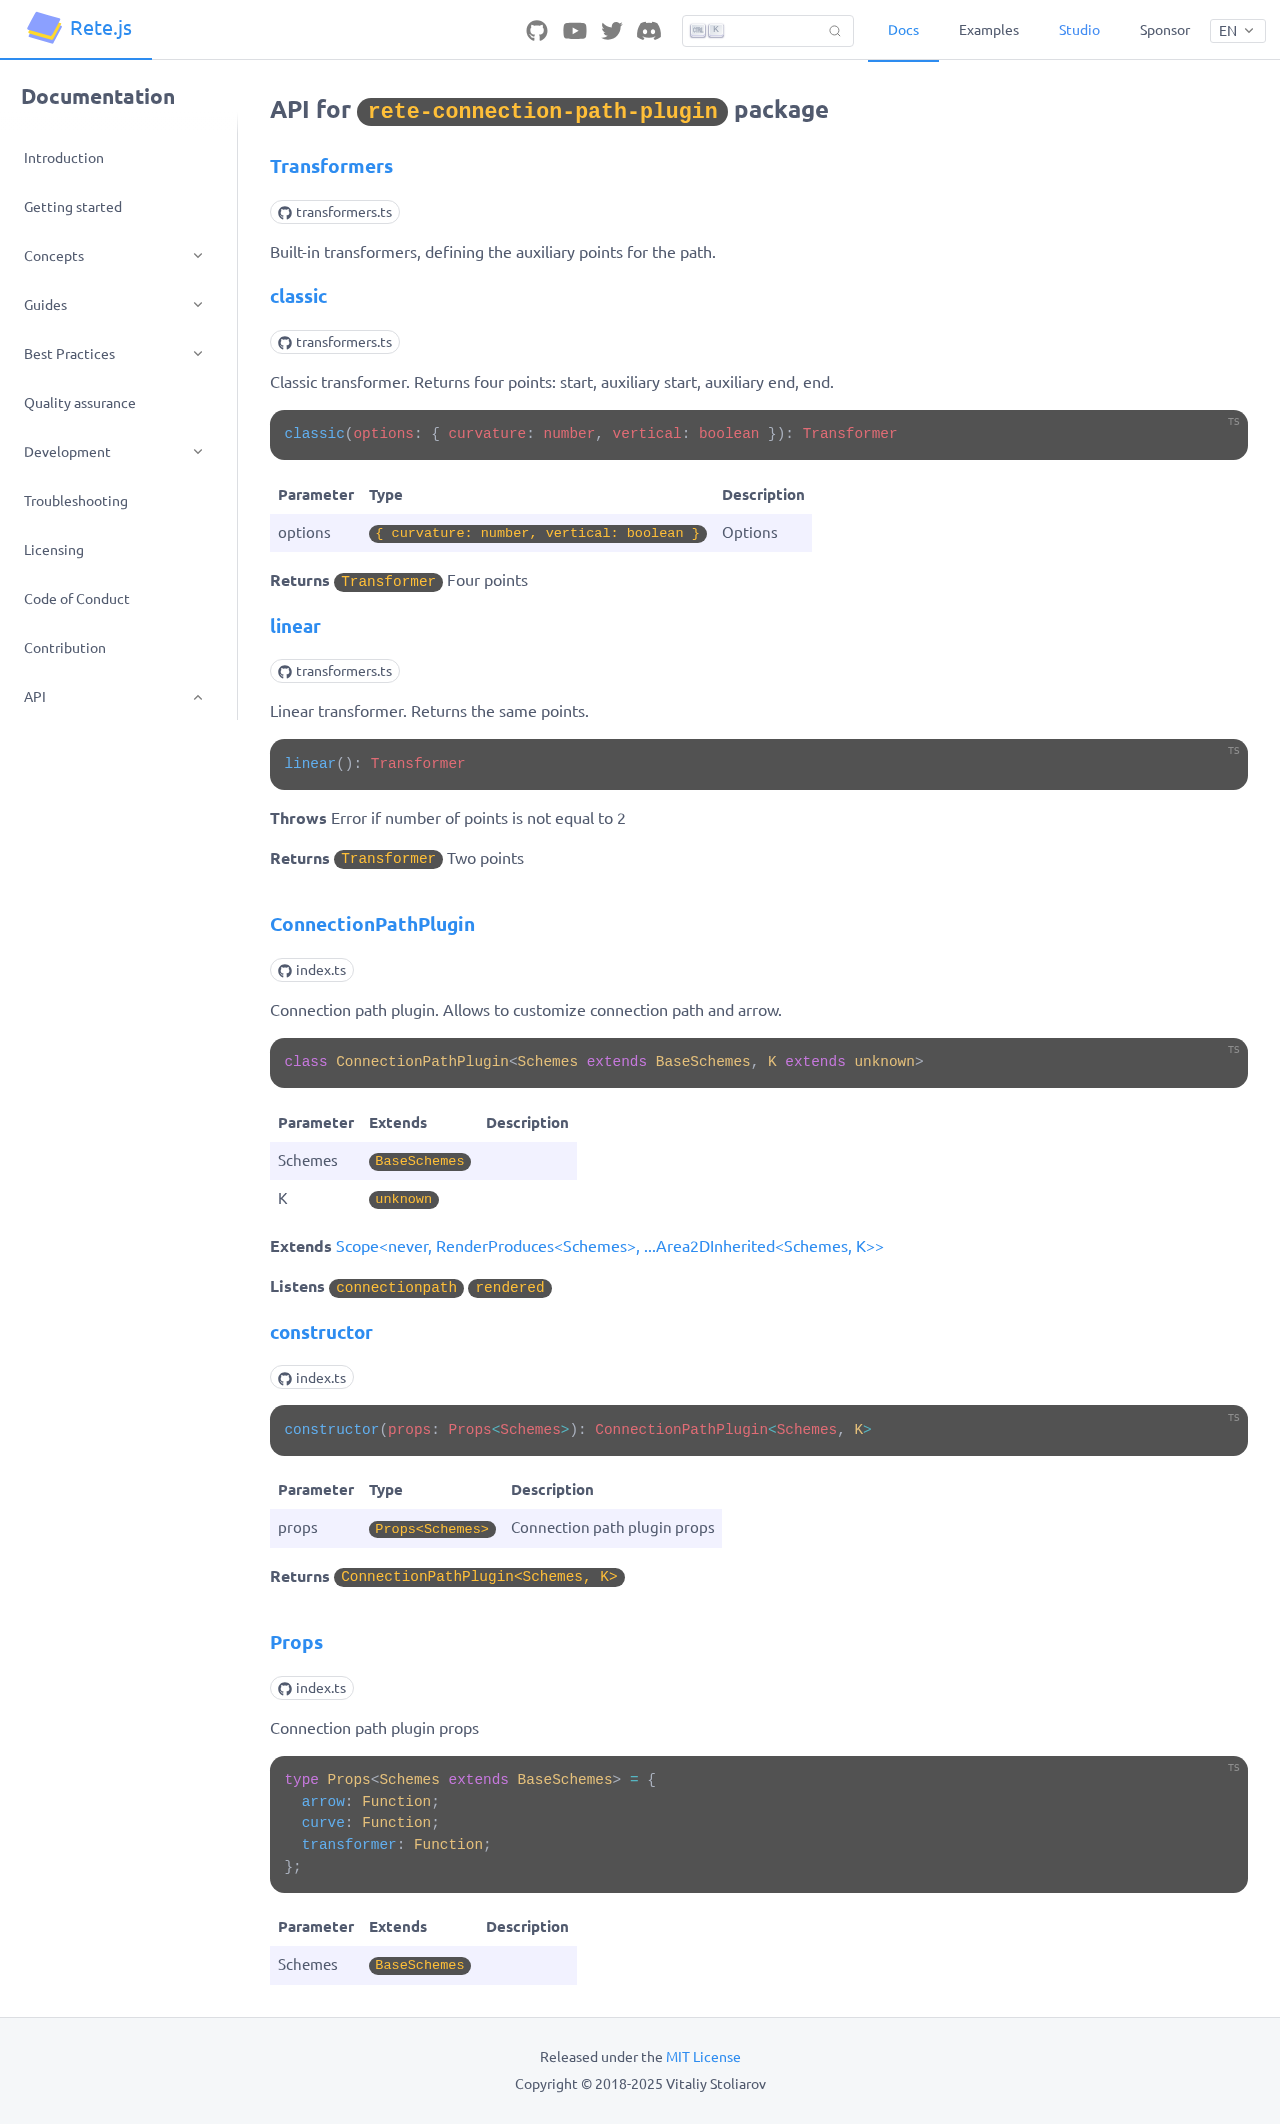 Rete.js
K
Docs
Examples
Studio
Sponsor
EN
Documentation
Introduction
Getting started
Concepts
Guides
Best Practices
Quality assurance
Development
Troubleshooting
Licensing
Code of Conduct
Contribution
API
API for rete-connection-path-plugin package
Transformers
transformers.ts
Built-in transformers, defining the auxiliary points for the path.
classic
transformers.ts
Classic transformer. Returns four points: start, auxiliary start, auxiliary end, end.
TS
classic(options: { curvature: number, vertical: boolean }): Transformer
Parameter Type Description
options { curvature: number, vertical: boolean } Options
Returns Transformer Four points
linear
transformers.ts
Linear transformer. Returns the same points.
TS
linear(): Transformer
Throws Error if number of points is not equal to 2
Returns Transformer Two points
ConnectionPathPlugin
index.ts
Connection path plugin. Allows to customize connection path and arrow.
TS
class ConnectionPathPlugin<Schemes extends BaseSchemes, K extends unknown>
Parameter Extends Description
Schemes BaseSchemes
K unknown
Extends Scope<never, RenderProduces<Schemes>, ...Area2DInherited<Schemes, K>>
Listens connectionpath rendered
constructor
index.ts
TS
constructor(props: Props<Schemes>): ConnectionPathPlugin<Schemes, K>
Parameter Type Description
props Props<Schemes> Connection path plugin props
Returns ConnectionPathPlugin<Schemes, K>
Props
index.ts
Connection path plugin props
TS
type Props<Schemes extends BaseSchemes> = {
  arrow: Function;
  curve: Function;
  transformer: Function;
};
Parameter Extends Description
Schemes BaseSchemes
Released under the MIT License
Copyright © 2018-2025 Vitaliy Stoliarov